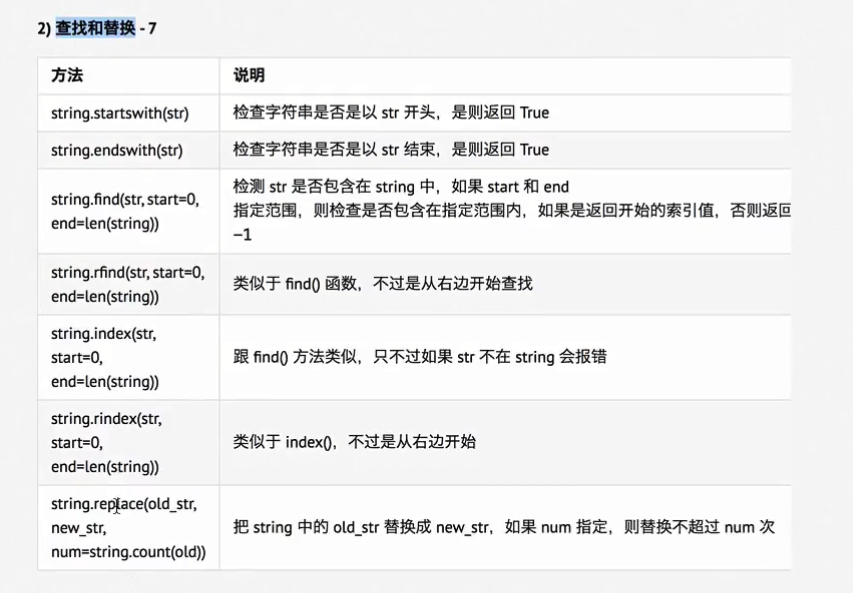 2) 查找和替换 - 7
方法 说明
string.startswith(str) 检查字符串是否是以 str 开头，是则返回 True
string.endswith(str) 检查字符串是否是以 str 结束，是则返回 True
string.find(str, start=0,
end=len(string))
检测 str 是否包含在 string 中，如果 start 和 end
指定范围，则检查是否包含在指定范围内，如果是返回开始的索引值，否则返回
−1
string.rfind(str, start=0,
end=len(string))
类似于 find() 函数，不过是从右边开始查找
string.index(str,
start=0,
end=len(string))
跟 find() 方法类似，只不过如果 str 不在 string 会报错
string.rindex(str,
start=0,
end=len(string))
类似于 index()，不过是从右边开始
string.replace(old_str,
new_str,
num=string.count(old))
把 string 中的 old_str 替换成 new_str，如果 num 指定，则替换不超过 num 次